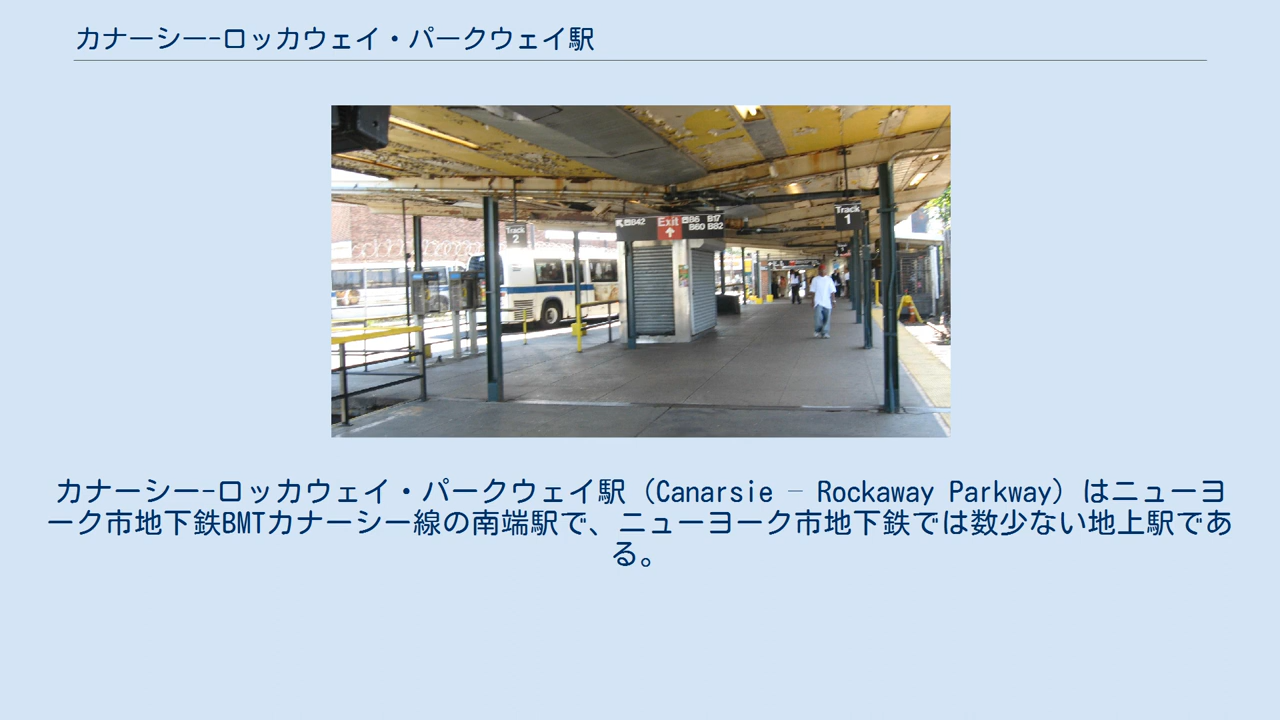 カナーシー-ロッカウェイ・パークウェイ駅
B42
Exit
B6 B17
B60 B82
Track
1
Track
2
カナーシー-ロッカウェイ・パークウェイ駅（Canarsie – Rockaway Parkway）はニューヨ
ーク市地下鉄BMTカナーシー線の南端駅で、ニューヨーク市地下鉄では数少ない地上駅であ
る。